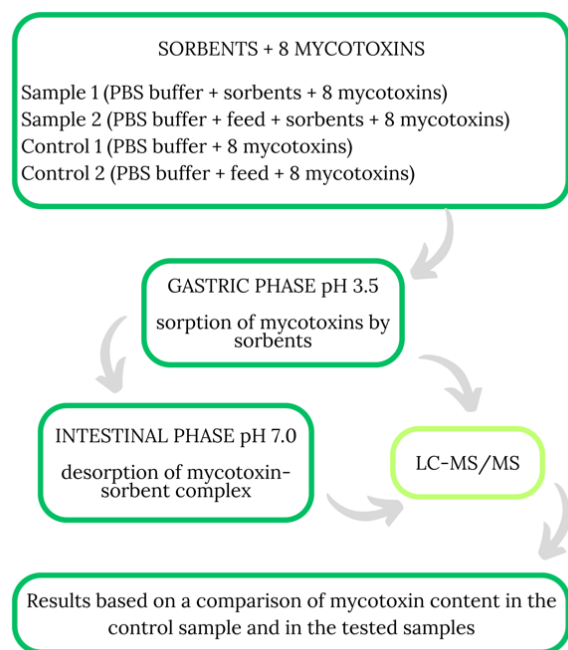 SORBENTS + 8 MYCOTOXINS
Sample 1 (PBS buffer + sorbents + 8 mycotoxins)
Sample 2 (PBS buffer + feed + sorbents + 8 mycotoxins)
Control 1 (PBS buffer + 8 mycotoxins)
Control 2 (PBS buffer + feed + 8 mycotoxins)
GASTRIC PHASE pH 3.5
sorption of mycotoxins by
sorbents
INTESTINAL PHASE pH 7.0
desorption of mycotoxin-
sorbent complex
LC-MS/MS
Results based on a comparison of mycotoxin content in the
control sample and in the tested samples